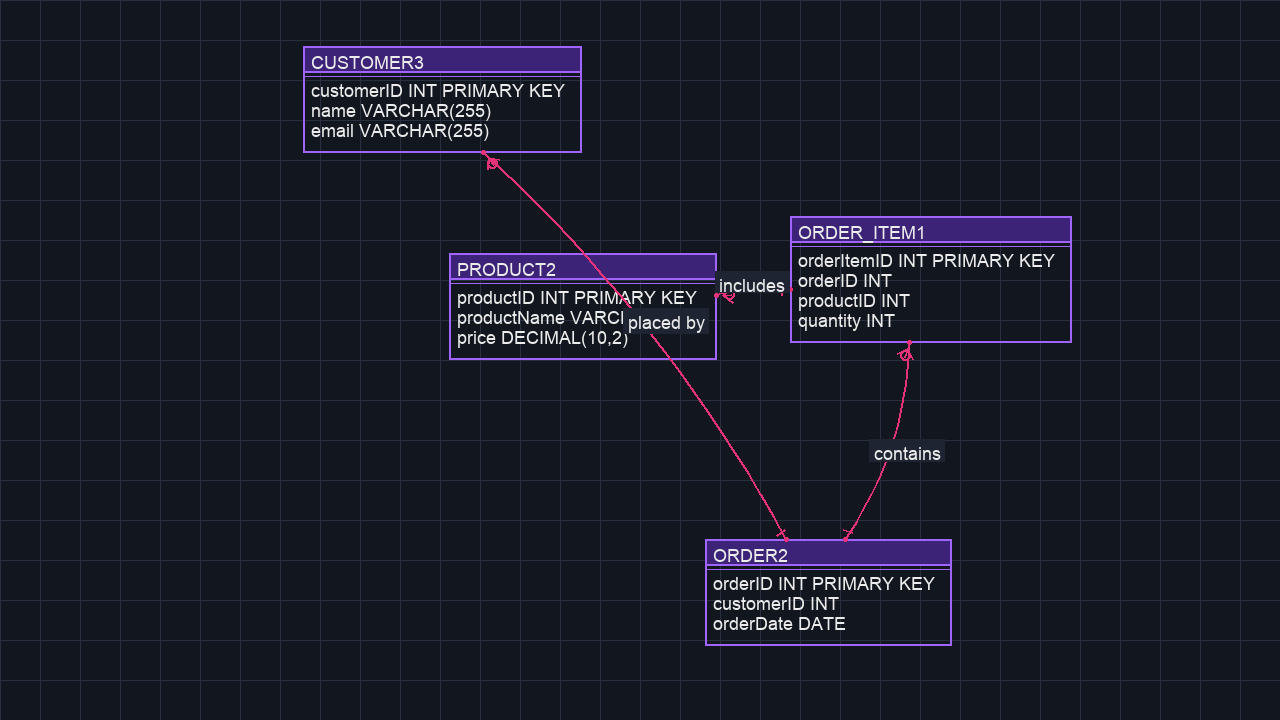 CUSTOMER3
customerID INT PRIMARY KEY
name VARCHAR(255)
email VARCHAR(255)
PRODUCT2
productID INT PRIMARY KEY
productName
price DECIMAL(10,2)
includes
placed by
ORDER_ITEM1
orderItemID INT PRIMARY KEY
orderID INT
productID INT
quantity INT
contains
ORDER2
orderID INT PRIMARY KEY
customerID INT
orderDate DATE